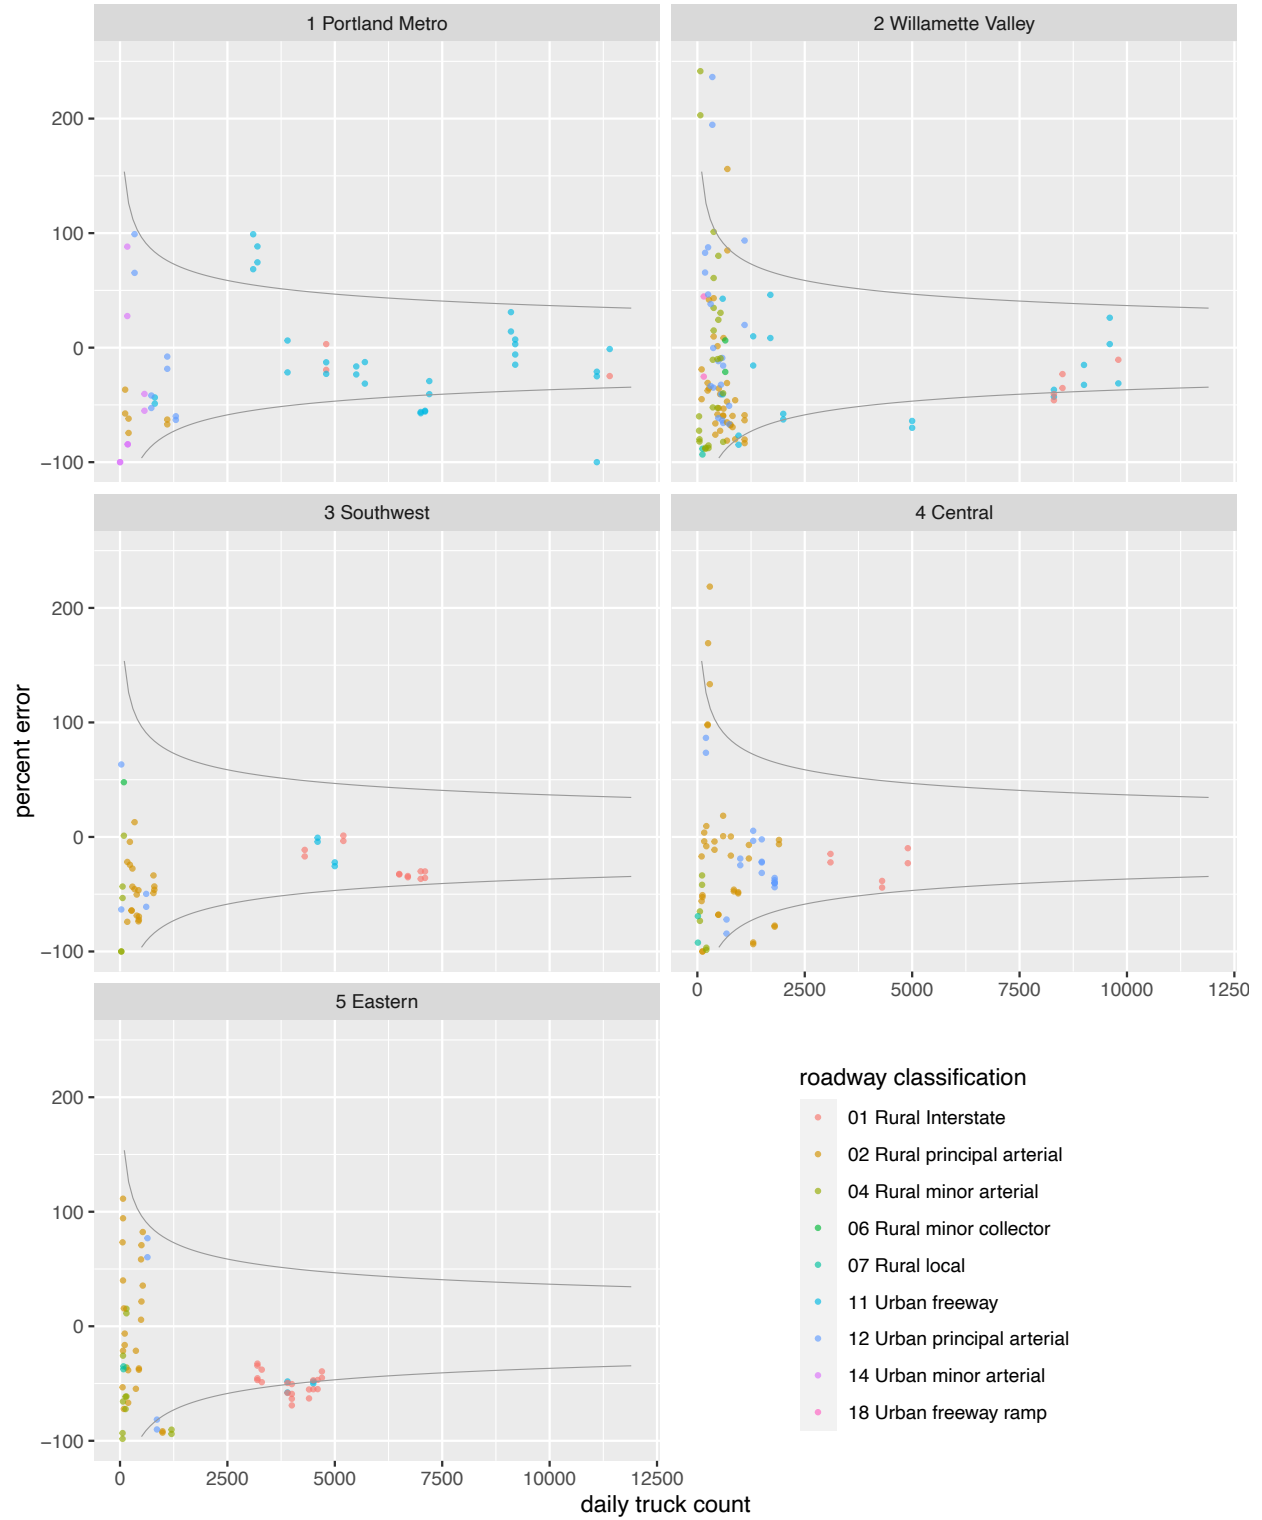 1 Portland Metro
2 Willamette Valley
200
100
0
−100
3 Southwest
4 Central
200
100
0
−100
0 2500 5000 7500 10000 1250
5 Eastern
200
100
0
−100
0 2500 5000 7500 10000 12500
percent error
daily truck count
roadway classification
01 Rural Interstate
02 Rural principal arterial
04 Rural minor arterial
06 Rural minor collector
07 Rural local
11 Urban freeway
12 Urban principal arterial
14 Urban minor arterial
18 Urban freeway ramp